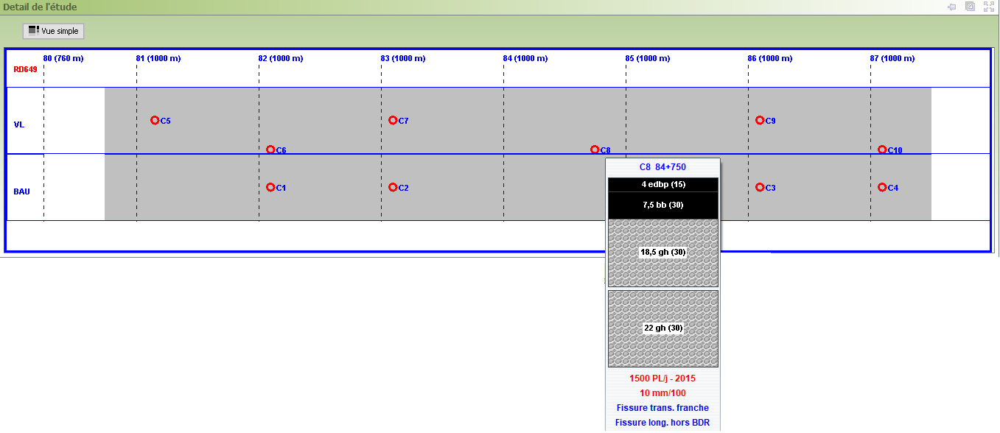 Detail de l'étude
Vue simple
80 (760 m) 81 (1000 m) 82 (1000 m) 83 (1000 m) 84 (1000 m) 85 (1000 m) 86 (1000 m) 87 (1000 m)
RD649
C5 C7 C9
VL
C6 C8 C10
C1 C2 C3 C4
BAU
C8 84+750
4 edbp (15)
7,5 bb (30)
18,5 gh (30)
22 gh (30)
1500 PL/j - 2015
10 mm/100
Fissure trans. franche
Fissure long. hors BDR